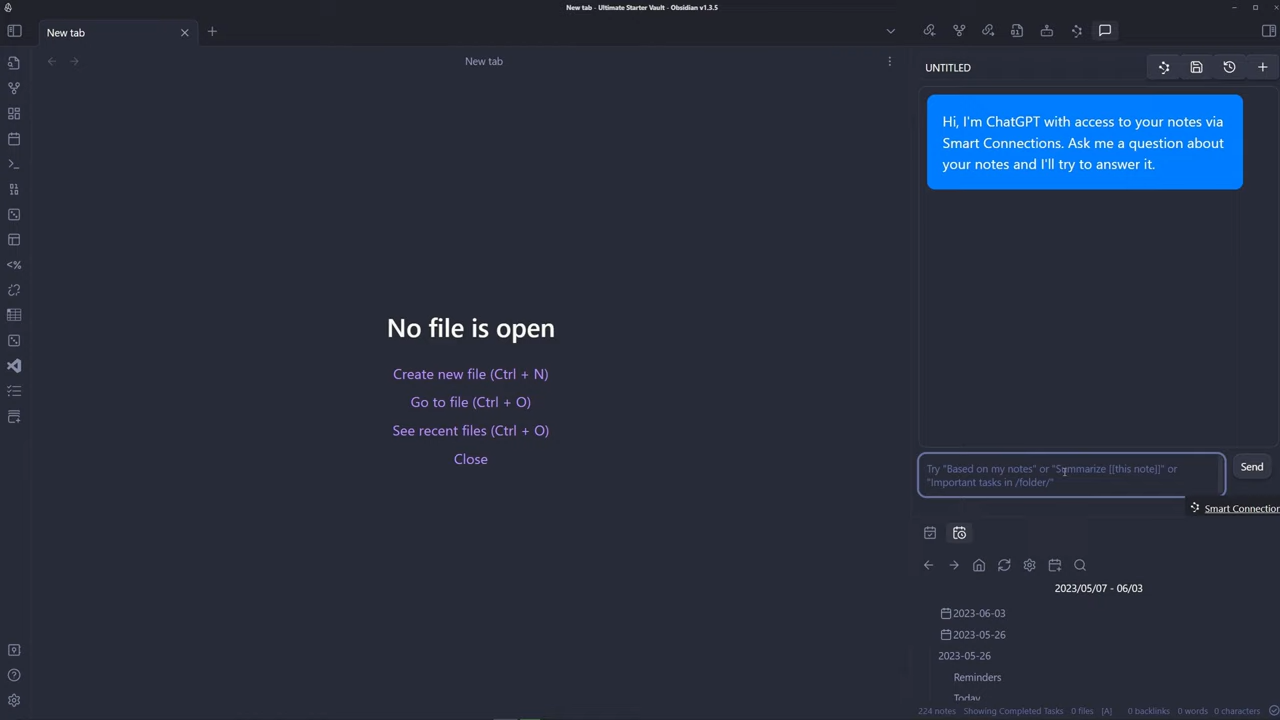 New tab - Ultimate Starter Vault - Obsidian v1.3.5
New tab
New tab
No file is open
Create new file (Ctrl + N)
Go to file (Ctrl + O)
See recent files (Ctrl + O)
Close
UNTITLED
Hi, I'm ChatGPT with access to your notes via
Smart Connections. Ask me a question about
your notes and I'll try to answer it.
Try "Based on my notes" or "Summarize [[this note]]" or
"Important tasks in /folder/"
Send
Smart Connection
2023/05/07 - 06/03
2023-06-03
2023-05-26
2023-05-26
Reminders
Today
224 notes Showing Completed Tasks 0 files [A] 0 backlinks 0 words 0 characters